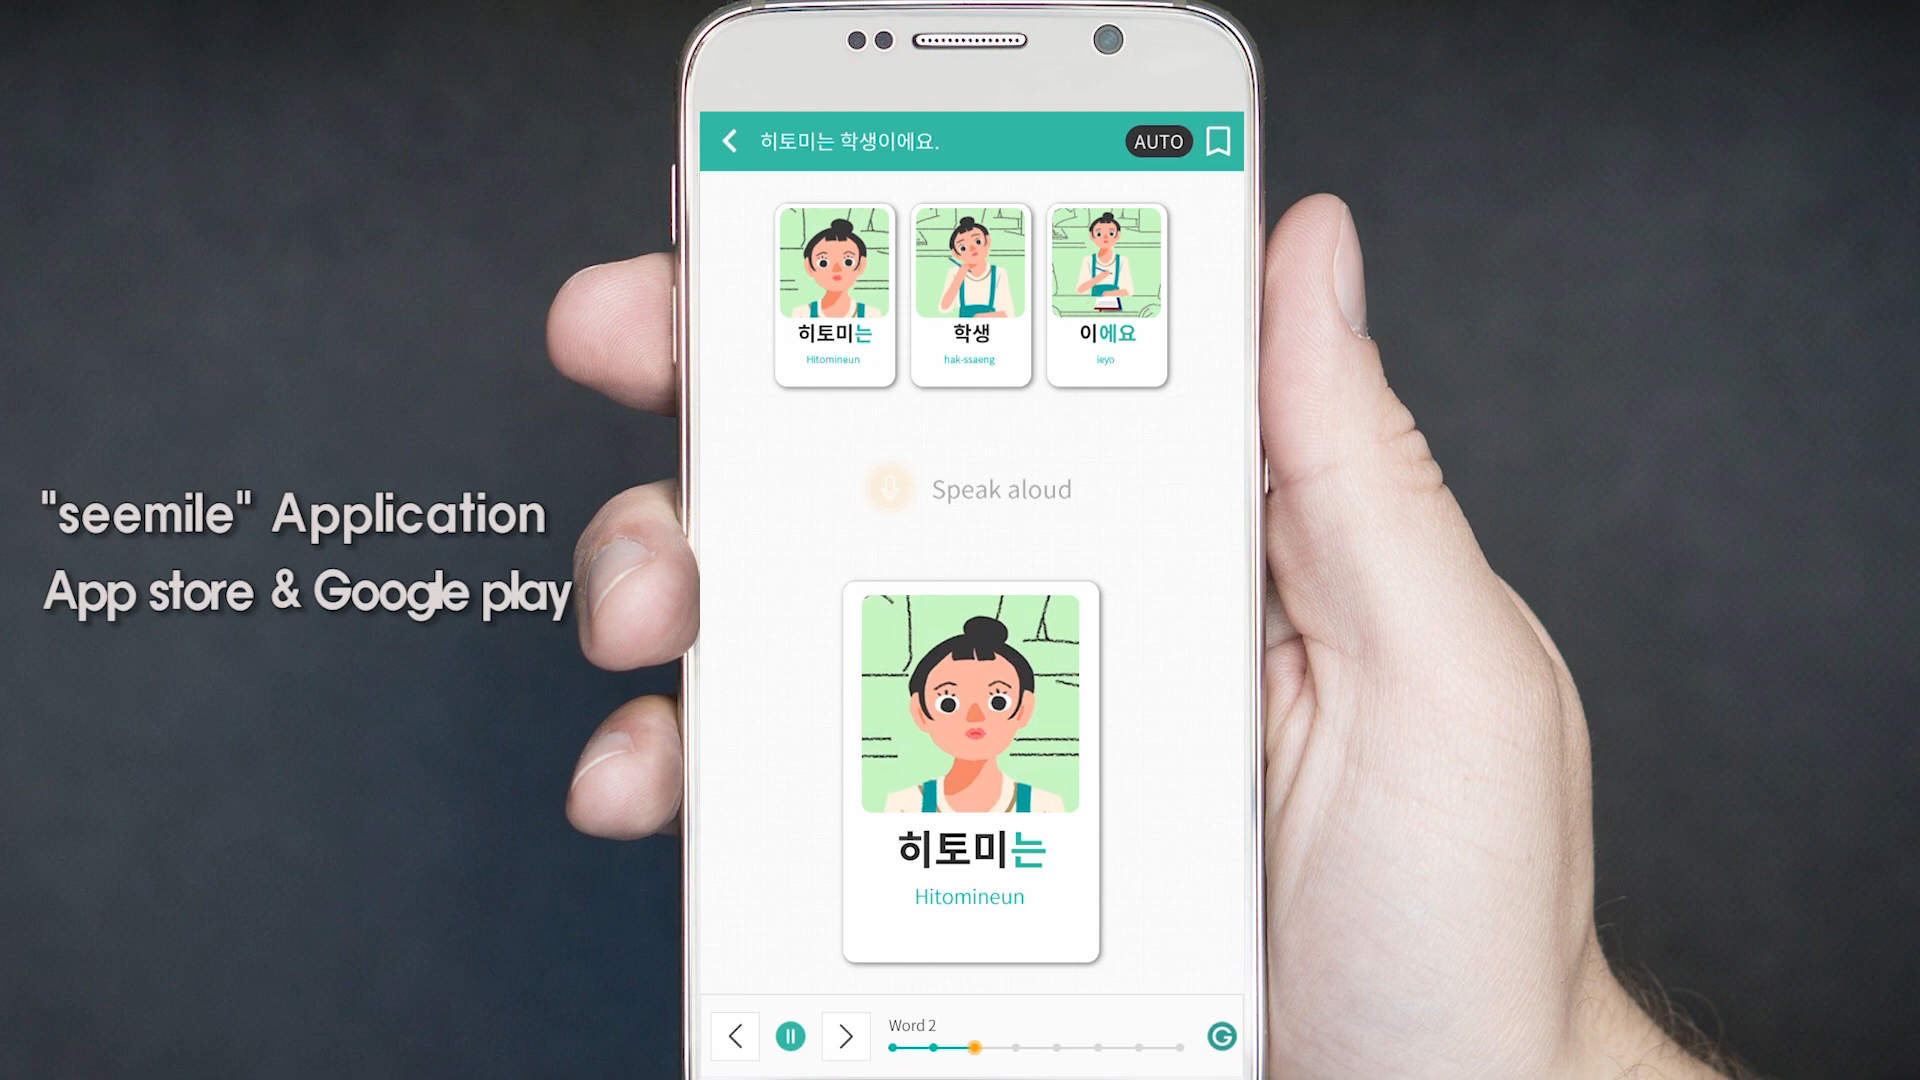 "seemile" Application
App store & Google play
히토미는 학생이에요.
AUTO
히토미는
Hitomineun
학생
hak-ssaeng
이에요
ieyo
Speak aloud
히토미는
Hitomineun
Word 2
G